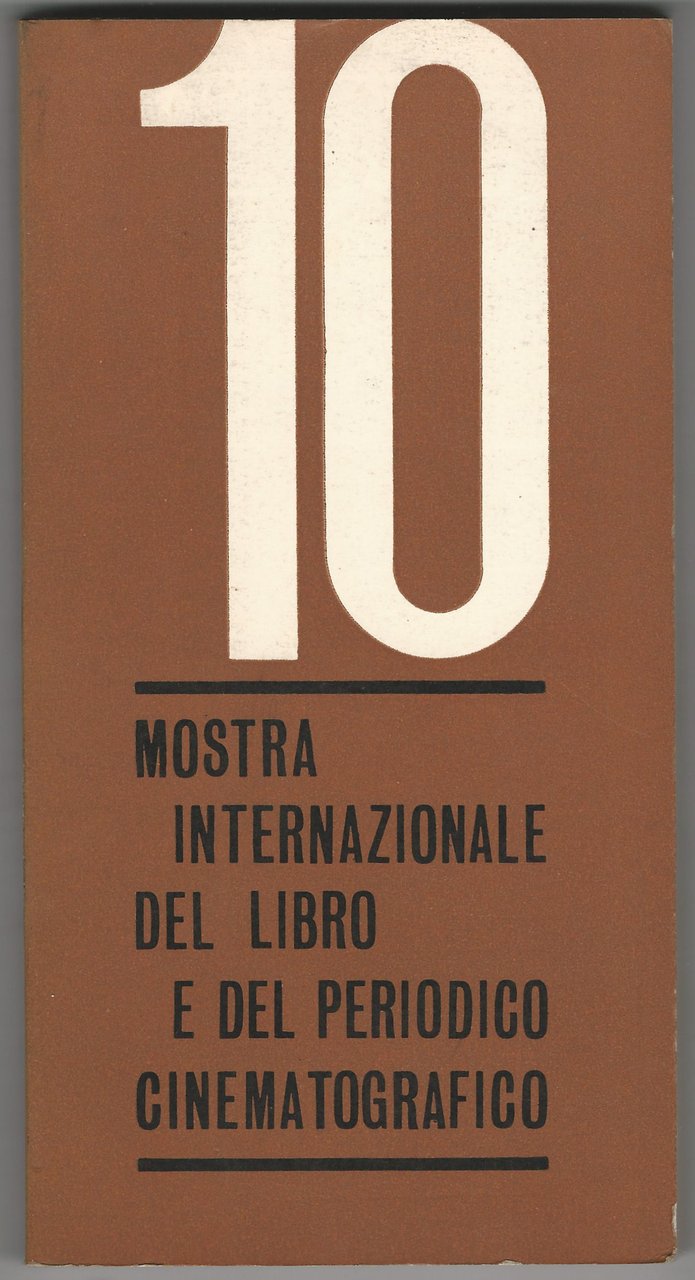 10
MOSTRA
INTERNAZIONALE
DEL LIBRO
E DEL PERIODICO
CINEMATOGRAFICO